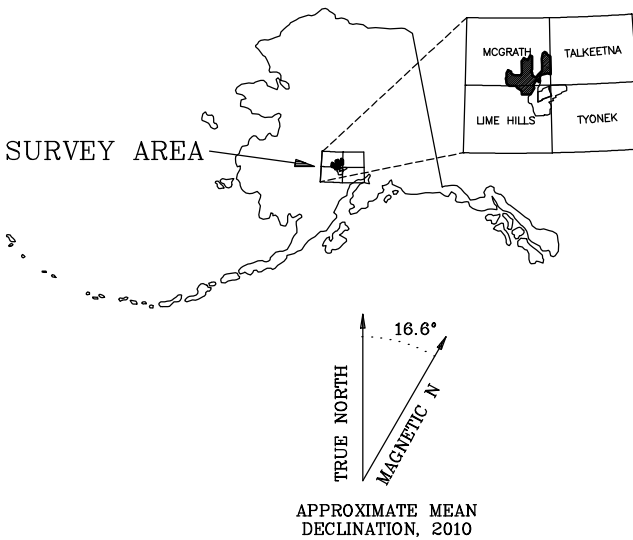 MCGRATH
TALKEETNA
LIME HILLS
TYONEK
SURVEY AREA
16.6°
TRUE NORTH
MAGNETIC N
APPROXIMATE MEAN
DECLINATION, 2010